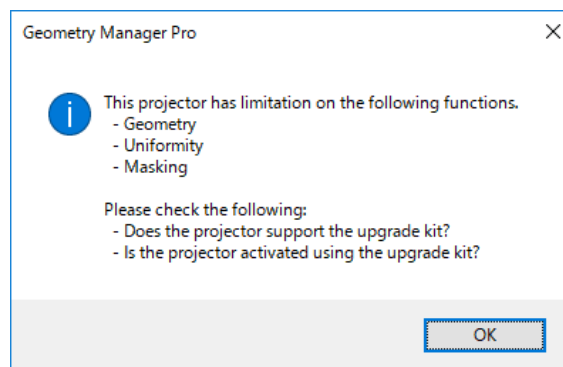 Geometry Manager Pro
This projector has limitation on the following functions.
- Geometry
- Uniformity
- Masking
Please check the following:
- Does the projector support the upgrade kit?
- Is the projector activated using the upgrade kit?
OK